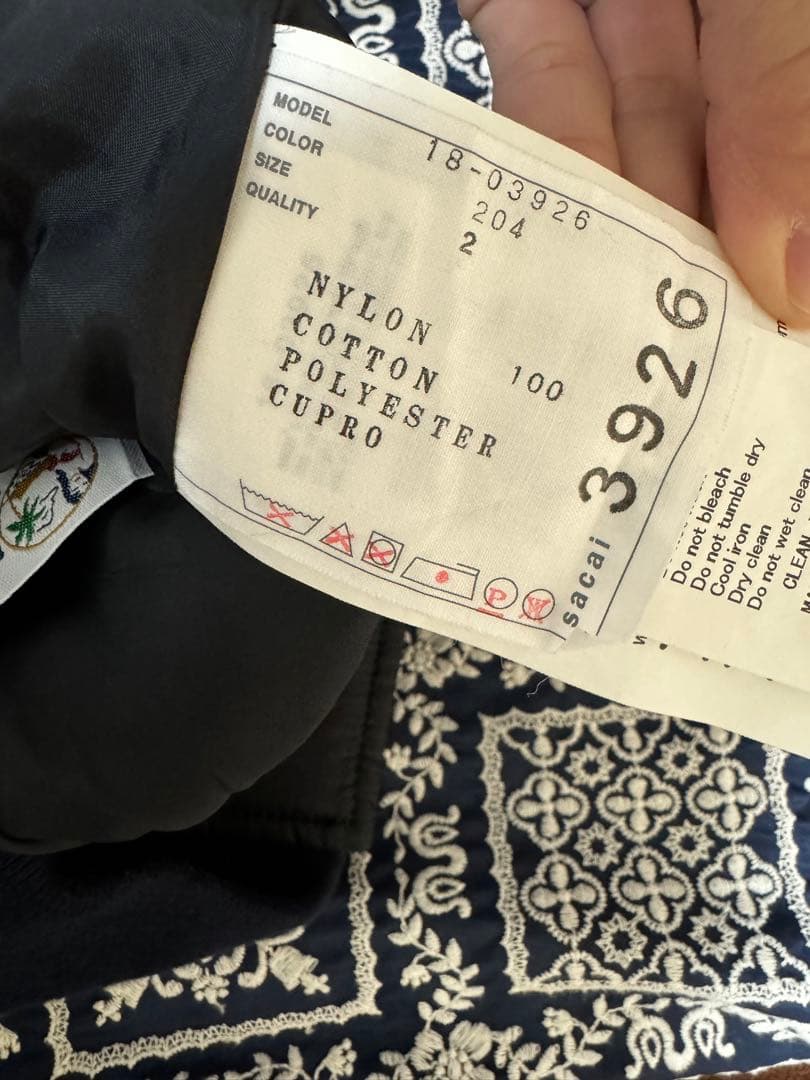 MODEL 18-03926
COLOR 204
SIZE 2
QUALITY
NYLON
COTTON 100
POLYESTER
CUPRO
P
W
sacai 3926
Do not bleach
Do not tumble dry
Cool iron
Dry clean
Do not wet clean
CLEAN